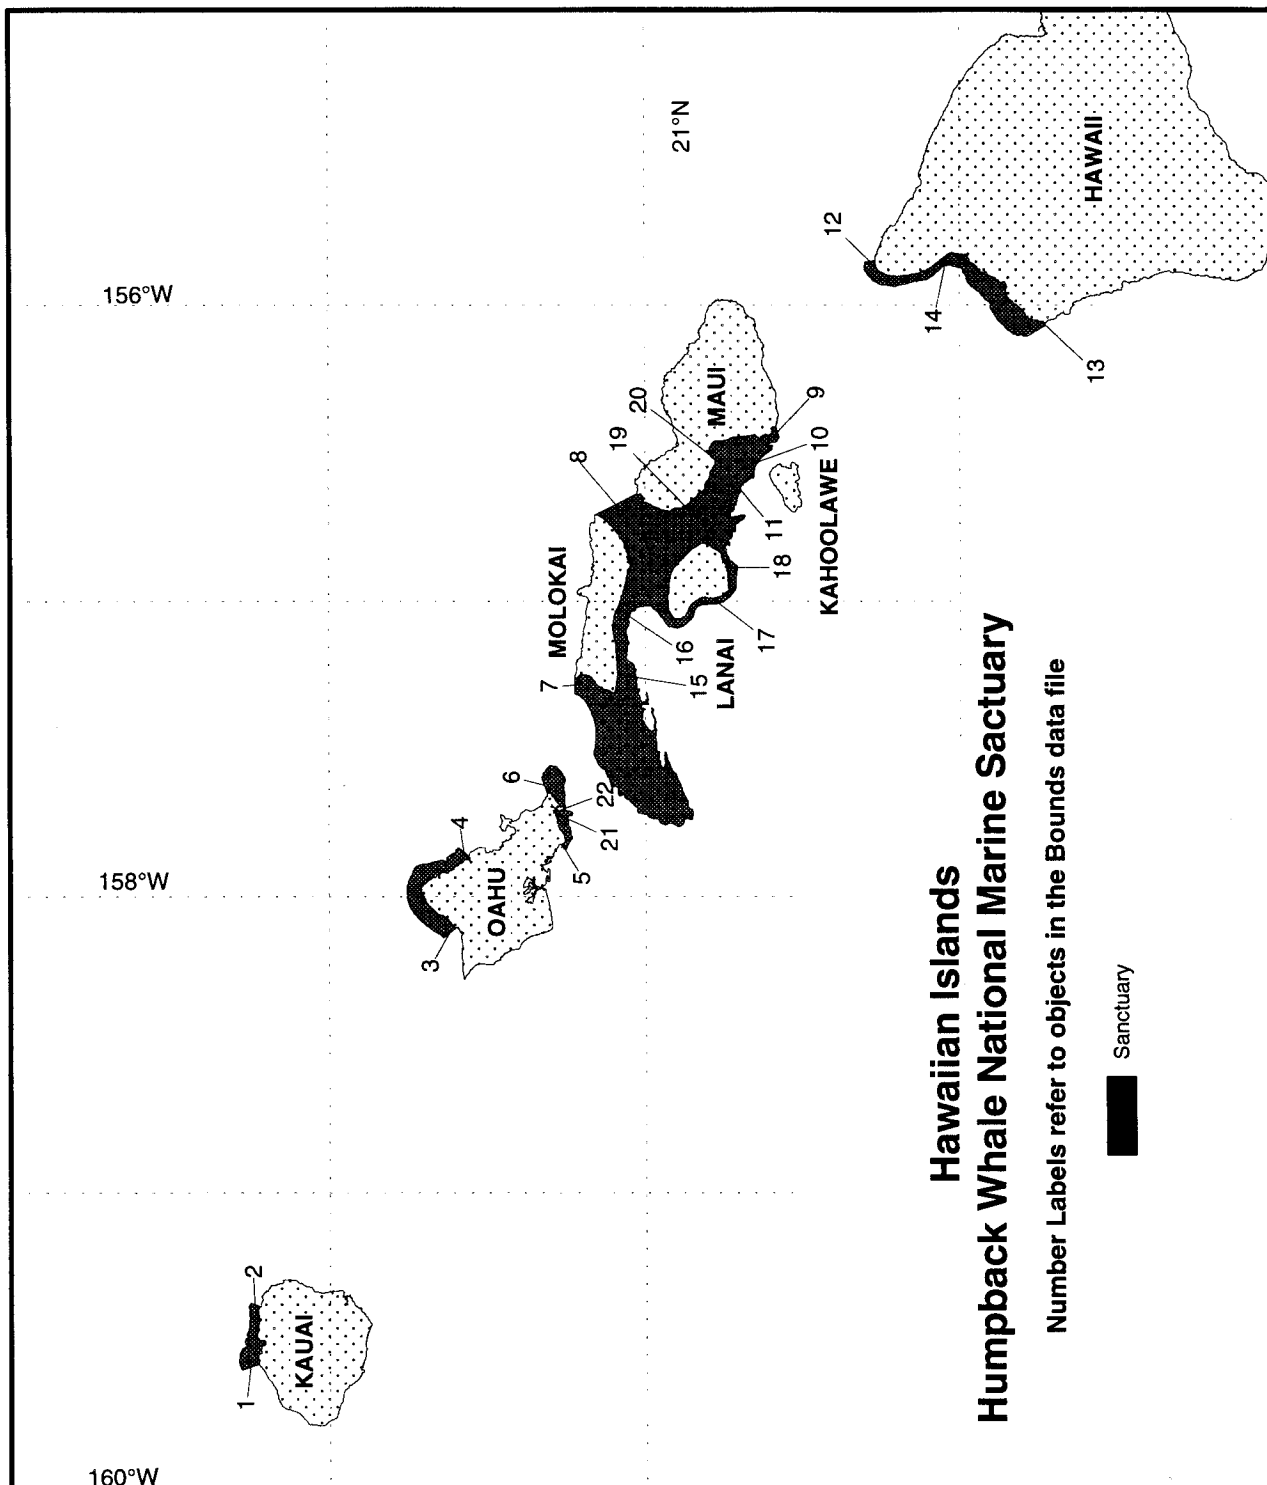 Hawaiian Islands
Humpback Whale National Marine Sactuary
Number Labels refer to objects in the Bounds data file
Sanctuary
160°W
158°W
156°W
21°N
KAUAI
1
2
OAHU
3
4
5
21
22
6
MOLOKAI
7
8
LANAI
15
16
17
18
KAHOOLAWE
11
10
9
MAUI
19
20
HAWAII
12
14
13